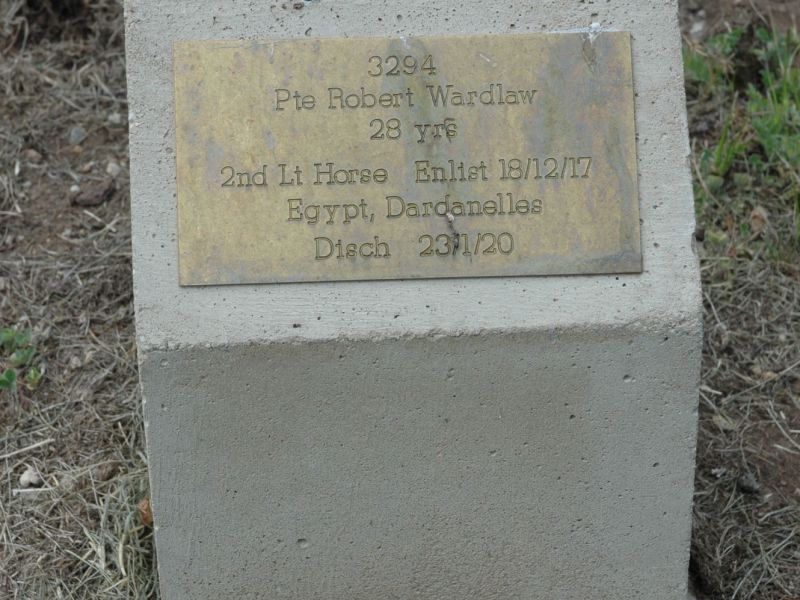 3294
Pte Robert Wardlaw
28 yrs
2nd Lt Horse Enlist 18/12/17
Egypt, Dardanelles
Disch 23/1/20